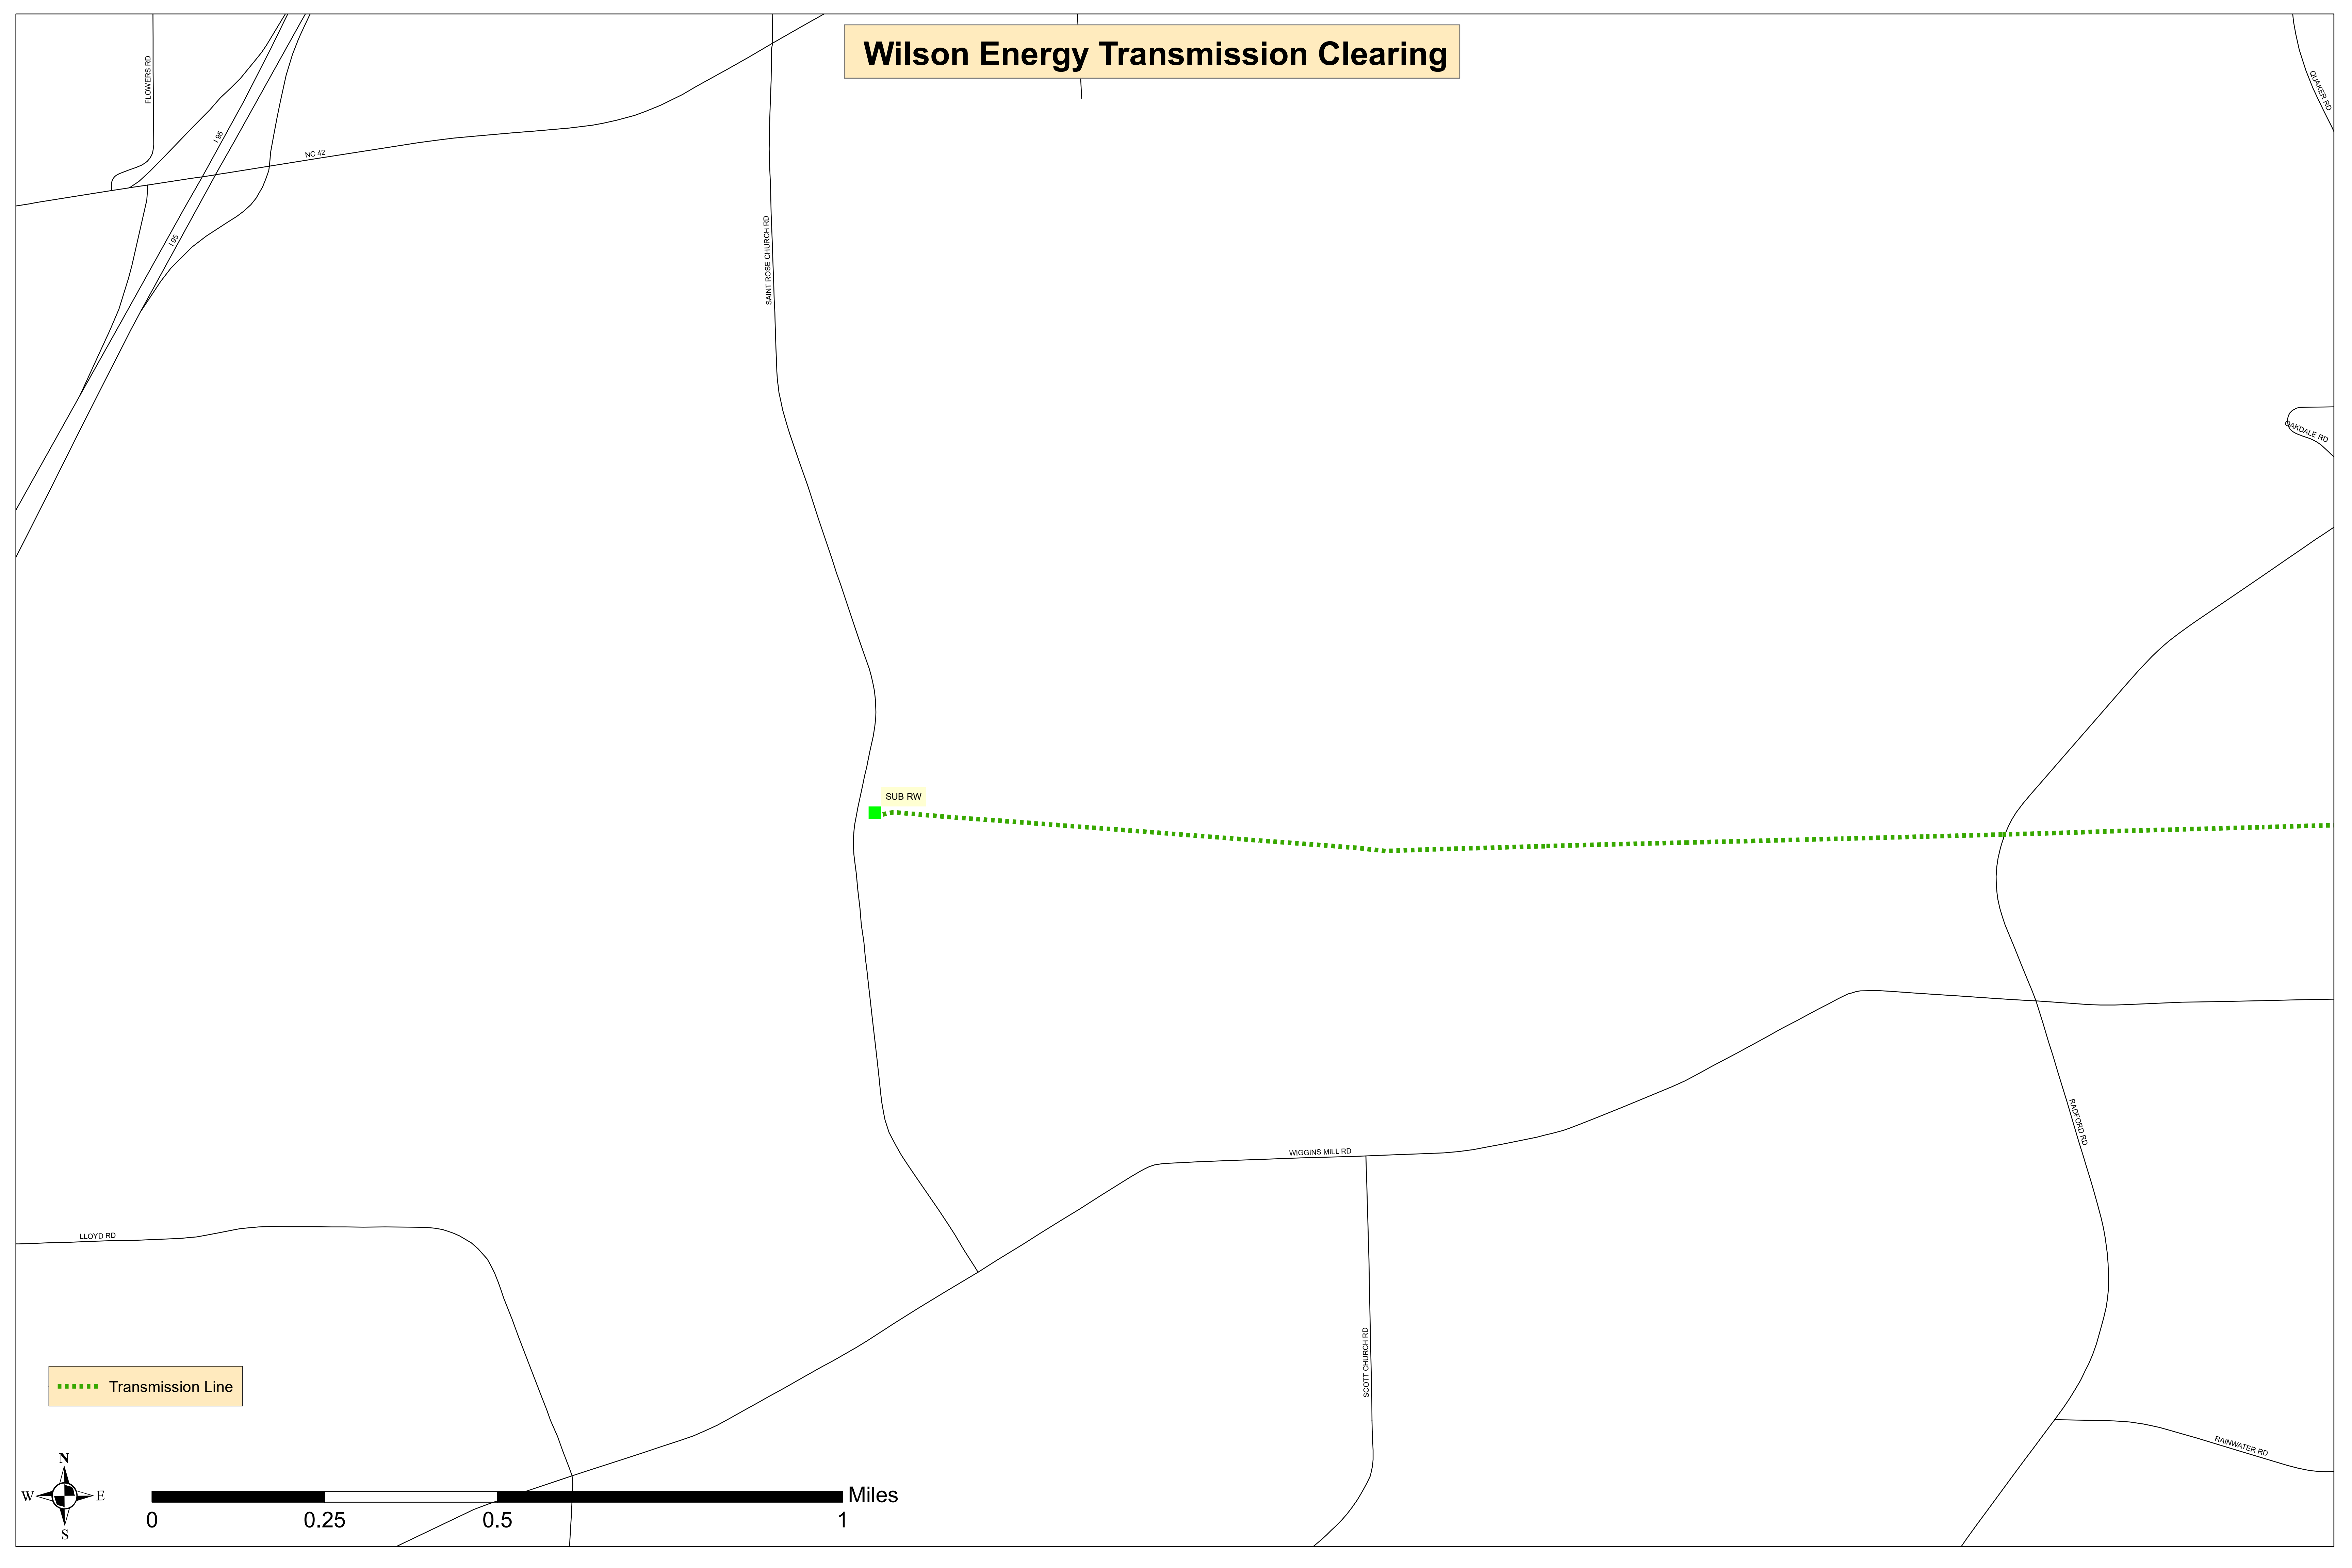 Wilson Energy Transmission Clearing
FLOWERS RD
QUAKER RD
I 95
NC 42
I 95
SAINT ROSE CHURCH RD
OAKDALE RD
SUB RW
RADFORD RD
WIGGINS MILL RD
LLOYD RD
SCOTT CHURCH RD
Transmission Line
RAINWATER RD
N
W E
S
Miles
0 0.25 0.5 1